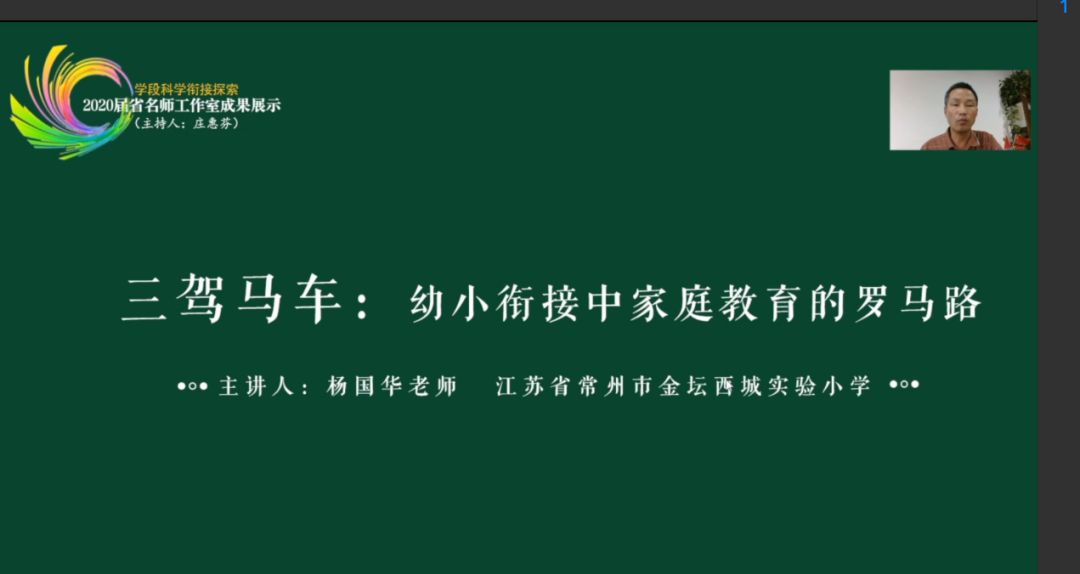 1
学段科学衔接探索
2020届省名师工作室成果展示
（主持人：庄惠芬）
三驾马车：幼小衔接中家庭教育的罗马路
主讲人：杨国华老师 江苏省常州市金坛西城实验小学